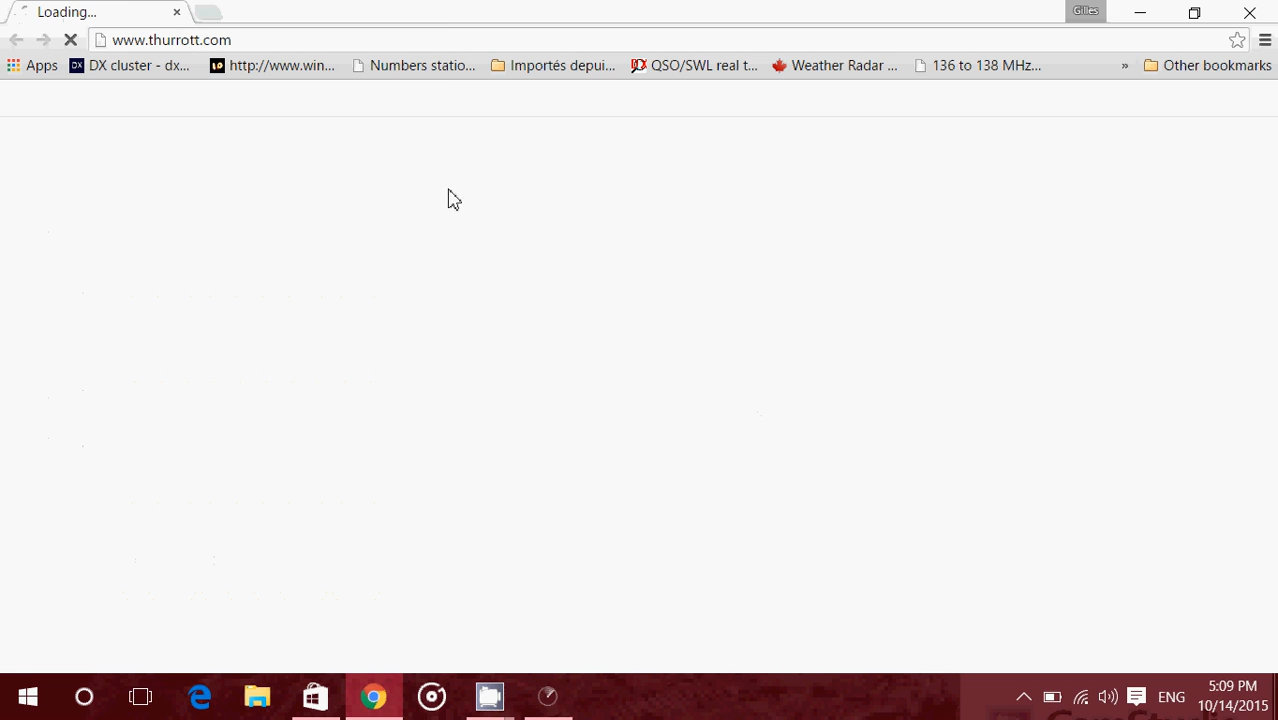 Loading...
Gilles
www.thurrott.com
Apps
DX DX cluster - dx...
http://www.win...
Numbers statio...
Importés depui...
QSO/SWL real t...
Weather Radar ...
136 to 138 MHz...
»
Other bookmarks
ENG
5:09 PM
10/14/2015